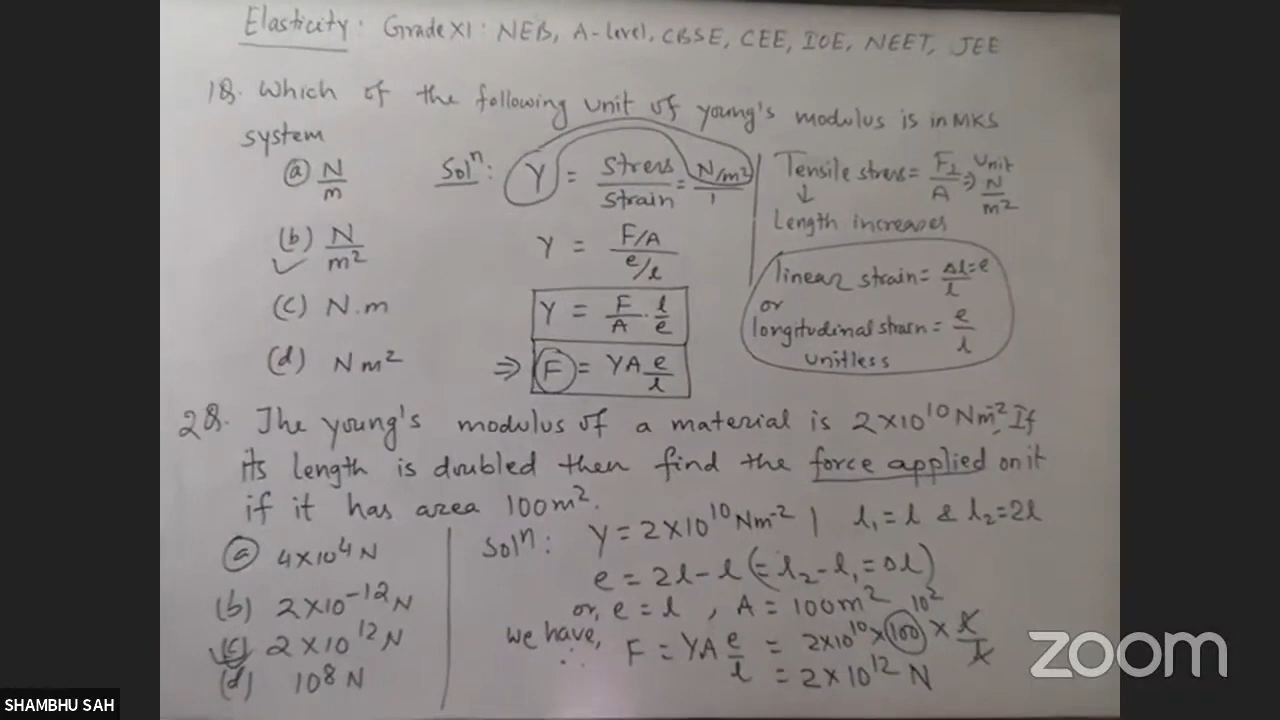 Elasticity: Grade XI: NEB, A-level, CBSE, CEE, IOE, NEET, JEE
1Q. Which of the following unit of young's modulus is in MKS
system
(a) N/m
(b) N/m²
(c) N.m
(d) Nm²
Solⁿ: Y = stress/strain = N/m²/1
Y = F/A / e/l
Y = F/A . l/e
⇒ F = YA e/l
Tensile stress = F⊥/A ⇒ Unit N/m²
↓
Length increases
linear strain = Δl=e/l
or
longitudinal strain = e/l
unitless
2Q. The young's modulus of a material is 2×10¹⁰ Nm⁻². If
its length is doubled then find the force applied on it
if it has area 100m².
(a) 4×10⁴ N
(b) 2×10⁻¹² N
(c) 2×10¹² N
(d) 10⁸ N
Solⁿ: Y = 2×10¹⁰ Nm⁻² | l₁=l & l₂=2l
e = 2l-l (= l₂-l₁ = Δl)
or, e = l , A = 100m²
we have,
∴ F = YA e/l = 2×10¹⁰ × 100 × l/l
10²
= 2×10¹² N
zoom
SHAMBHU SAH